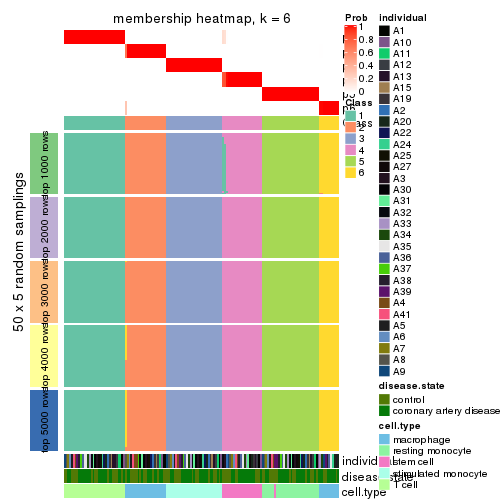 membership heatmap, k = 6
50 x 5 random samplings
top 1000 rows
top 2000 rows
top 3000 rows
top 4000 rows
top 5000 rows
individual
disease.state
cell.type
Prob
1
0.8
0.6
0.4
0.2
0
Class
1
2
3
4
5
6
individual
A1
A10
A11
A12
A13
A15
A19
A2
A20
A22
A24
A25
A27
A3
A30
A31
A32
A33
A34
A35
A36
A37
A38
A39
A4
A41
A5
A6
A7
A8
A9
disease.state
control
coronary artery disease
cell.type
macrophage
resting monocyte
stem cell
stimulated monocyte
T cell